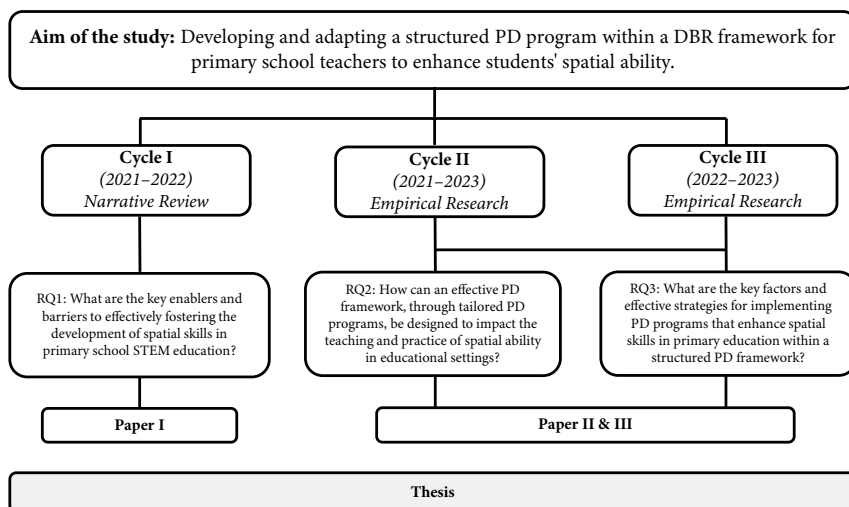 Aim of the study: Developing and adapting a structured PD program within a DBR framework for
primary school teachers to enhance students' spatial ability.
Cycle I
(2021–2022)
Narrative Review
Cycle II
(2021–2023)
Empirical Research
Cycle III
(2022–2023)
Empirical Research
RQ1: What are the key enablers and
barriers to effectively fostering the
development of spatial skills in
primary school STEM education?
RQ2: How can an effective PD
framework, through tailored PD
programs, be designed to impact the
teaching and practice of spatial ability
in educational settings?
RQ3: What are the key factors and
effective strategies for implementing
PD programs that enhance spatial
skills in primary education within a
structured PD framework?
Paper I
Paper II & III
Thesis